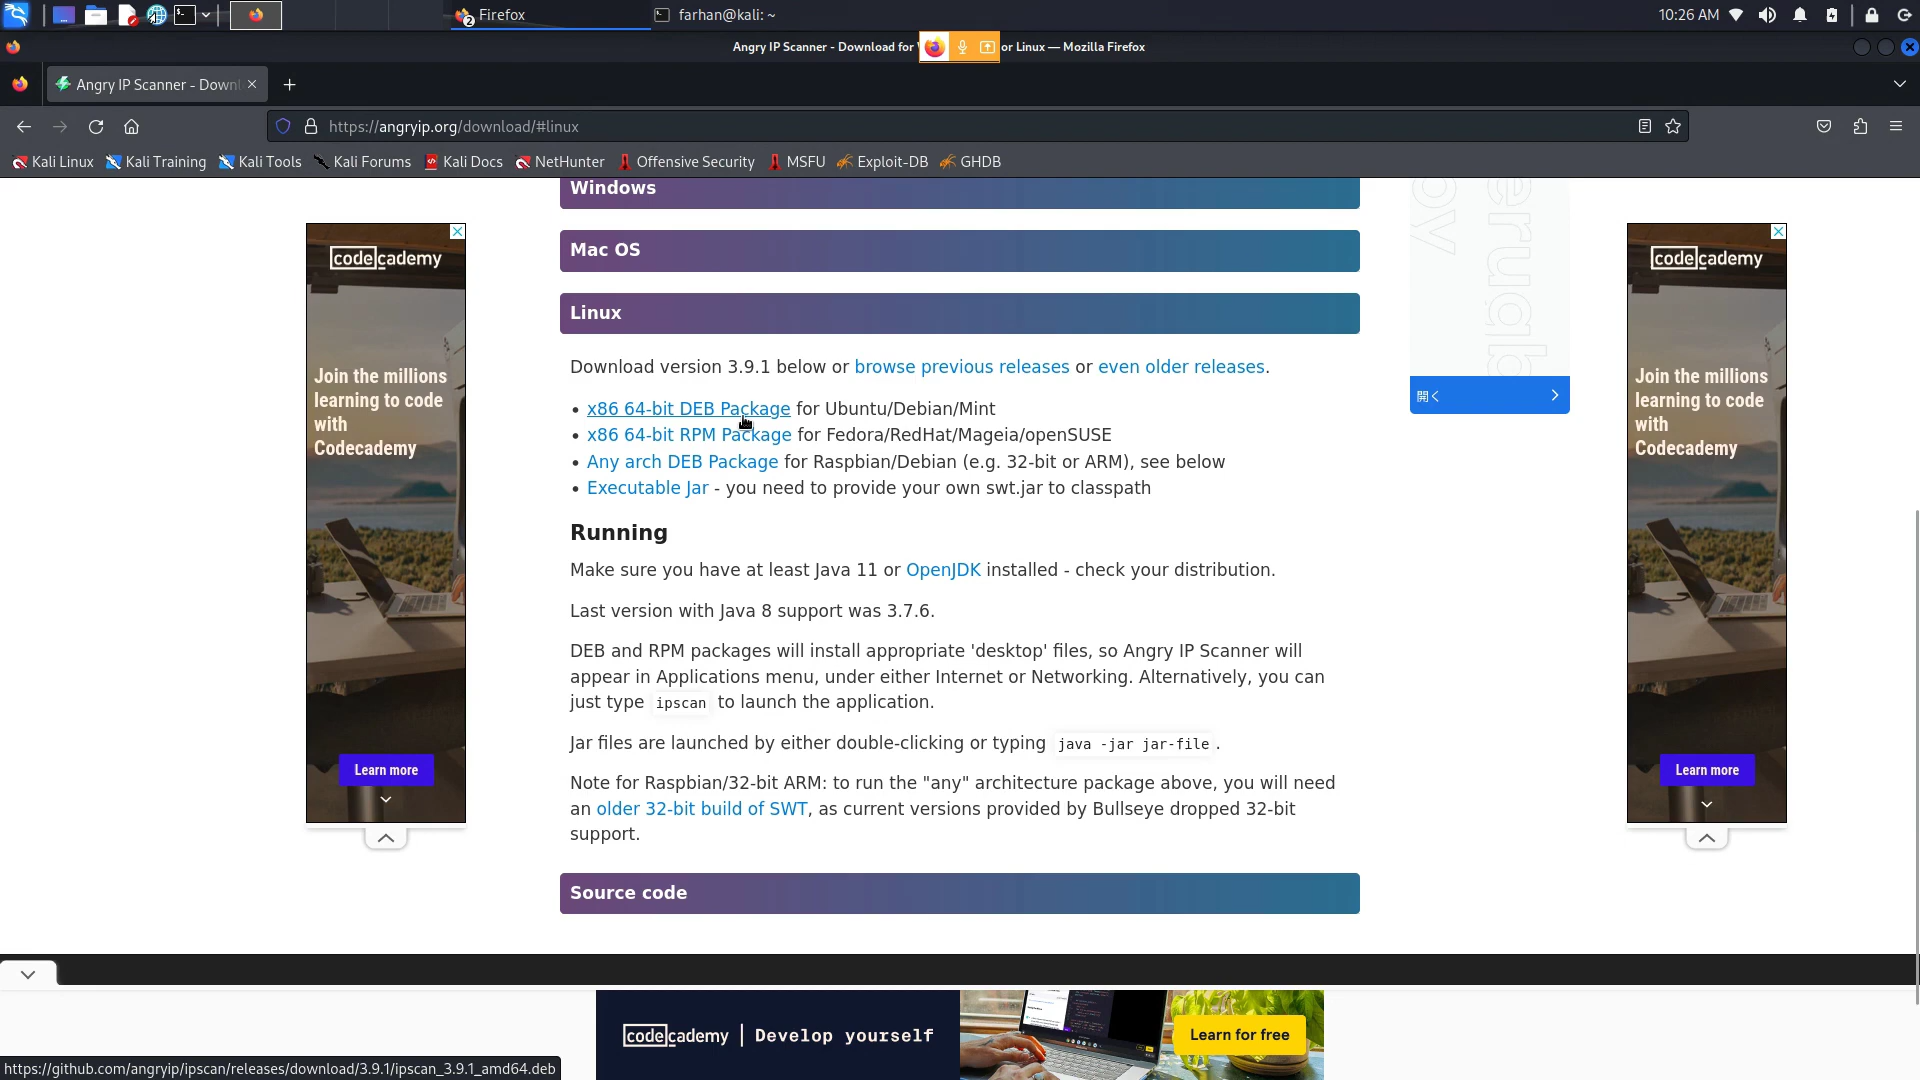 2
Firefox
farhan@kali: ~
10:26 AM
Angry IP Scanner - Download for
or Linux — Mozilla Firefox
Angry IP Scanner - Downl
https://angryip.org/download/#linux
Kali Linux
Kali Training
Kali Tools
Kali Forums
Kali Docs
NetHunter
Offensive Security
MSFU
Exploit-DB
GHDB
Windows
Mac OS
Linux
Download version 3.9.1 below or browse previous releases or even older releases.
• x86 64-bit DEB Package for Ubuntu/Debian/Mint
• x86 64-bit RPM Package for Fedora/RedHat/Mageia/openSUSE
• Any arch DEB Package for Raspbian/Debian (e.g. 32-bit or ARM), see below
• Executable Jar - you need to provide your own swt.jar to classpath
Running
Make sure you have at least Java 11 or OpenJDK installed - check your distribution.
Last version with Java 8 support was 3.7.6.
DEB and RPM packages will install appropriate 'desktop' files, so Angry IP Scanner will
appear in Applications menu, under either Internet or Networking. Alternatively, you can
just type ipscan to launch the application.
Jar files are launched by either double-clicking or typing java -jar jar-file .
Note for Raspbian/32-bit ARM: to run the "any" architecture package above, you will need
an older 32-bit build of SWT, as current versions provided by Bullseye dropped 32-bit
support.
Source code
codecademy
Join the millions
learning to code
with
Codecademy
Learn more
開く
codecademy
Join the millions
learning to code
with
Codecademy
Learn more
codecademy | Develop yourself
Learn for free
https://github.com/angryip/ipscan/releases/download/3.9.1/ipscan_3.9.1_amd64.deb